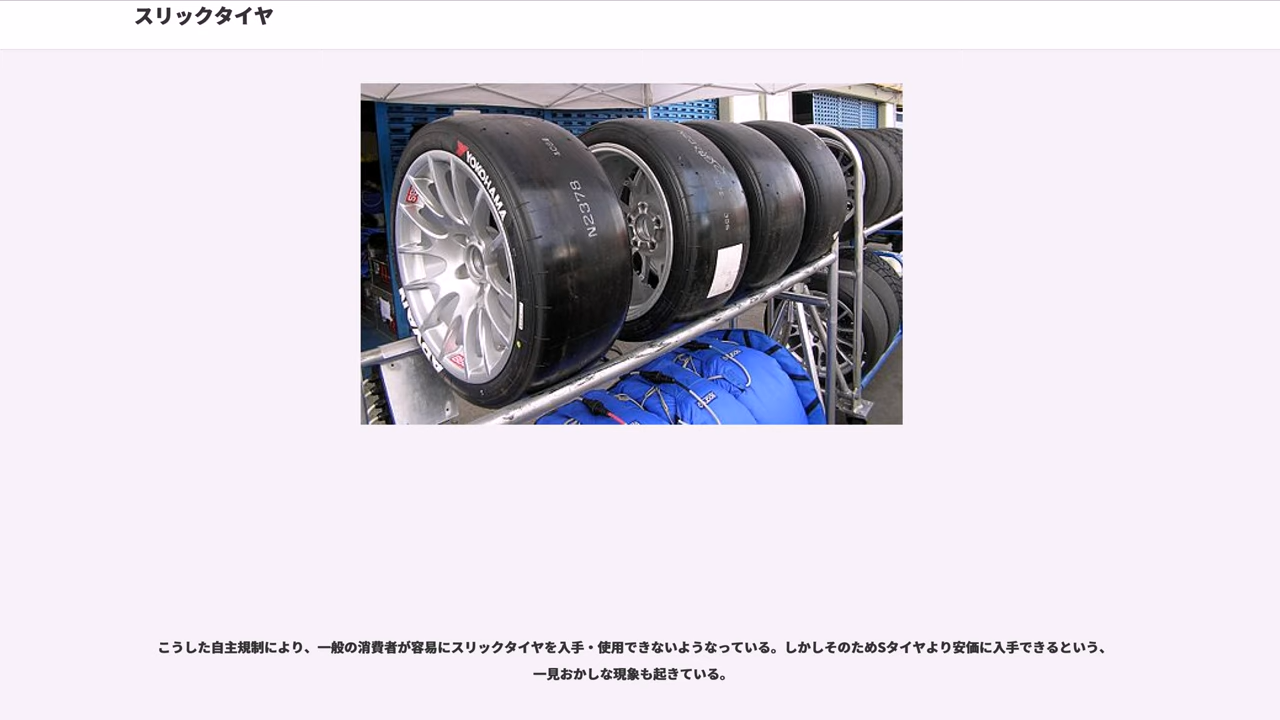 スリックタイヤ
YOKOHAMA
N2378
こうした自主規制により、一般の消費者が容易にスリックタイヤを入手・使用できないようなっている。しかしそのためSタイヤより安価に入手できるという、
一見おかしな現象も起きている。